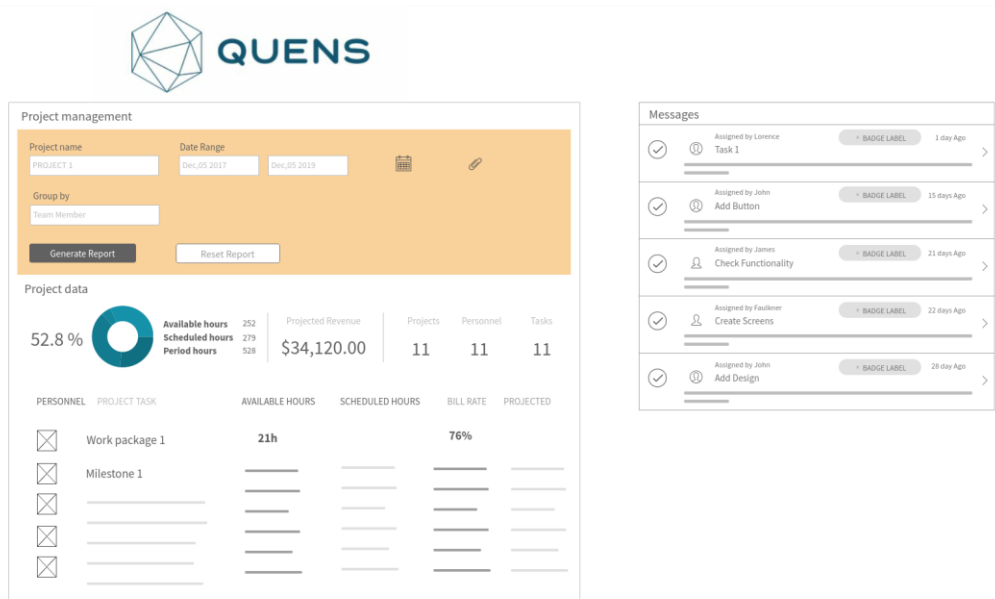 QUENS
Project management
Project name
Date Range
PROJECT 1
Dec,05 2017
Dec,05 2019
Group by
Team Member
Generate Report
Reset Report
Project data
52.8 %
Available hours 252
Scheduled hours 279
Period hours 528
Projected Revenue
$34,120.00
Projects Personnel Tasks
11 11 11
PERSONNEL PROJECT TASK AVAILABLE HOURS SCHEDULED HOURS BILL RATE PROJECTED
Work package 1 21h 76%
Milestone 1
Messages
Assigned by Lorence
Task 1
+ BADGE LABEL
1 day Ago
Assigned by John
Add Button
+ BADGE LABEL
15 days Ago
Assigned by James
Check Functionality
+ BADGE LABEL
21 days Ago
Assigned by Faulkner
Create Screens
+ BADGE LABEL
22 days Ago
Assigned by John
Add Design
+ BADGE LABEL
28 day Ago